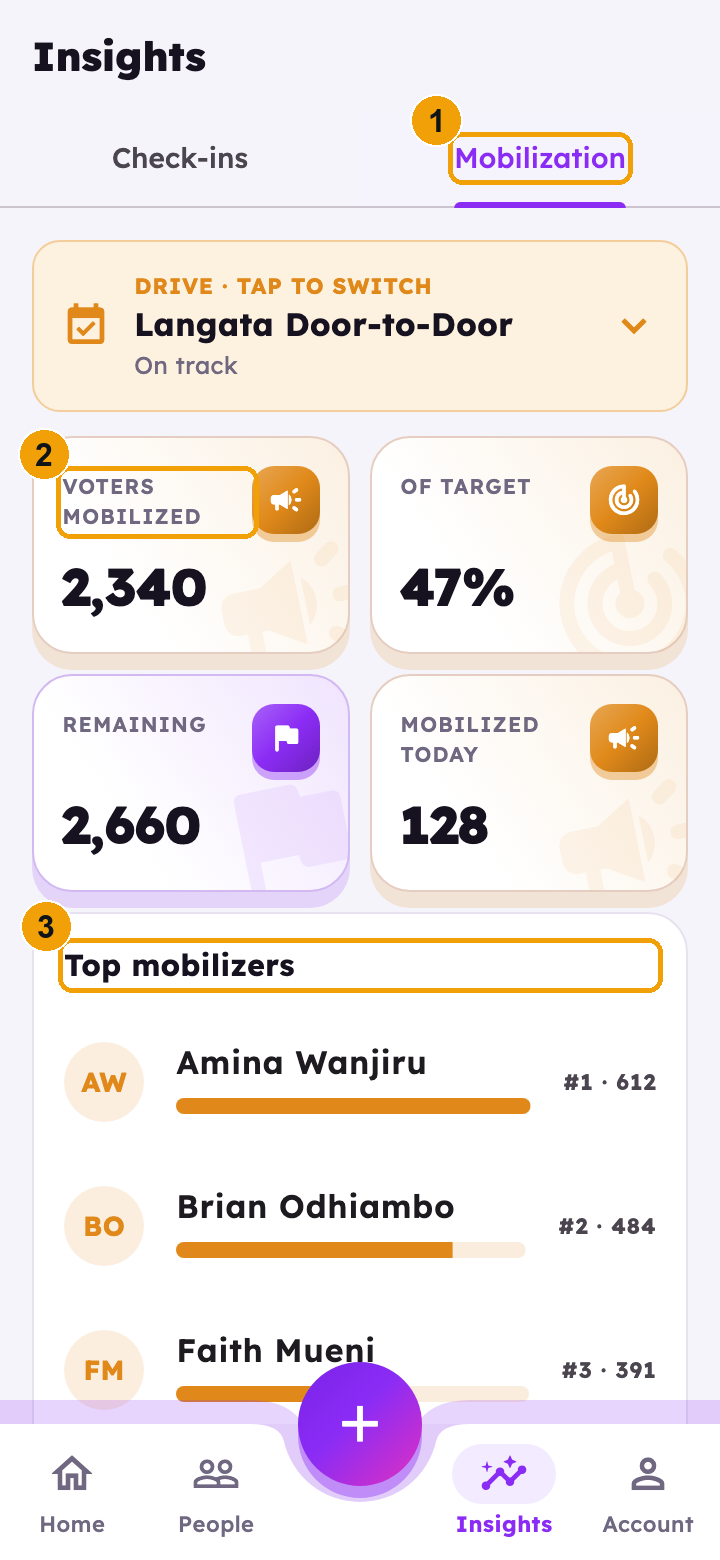 Insights
1
Check-ins
Mobilization
DRIVE · TAP TO SWITCH
Langata Door-to-Door
On track
2
VOTERS
MOBILIZED
2,340
OF TARGET
47%
REMAINING
2,660
MOBILIZED
TODAY
128
3
Top mobilizers
AW
Amina Wanjiru
#1 · 612
BO
Brian Odhiambo
#2 · 484
FM
Faith Mueni
#3 · 391
Home
People
Insights
Account